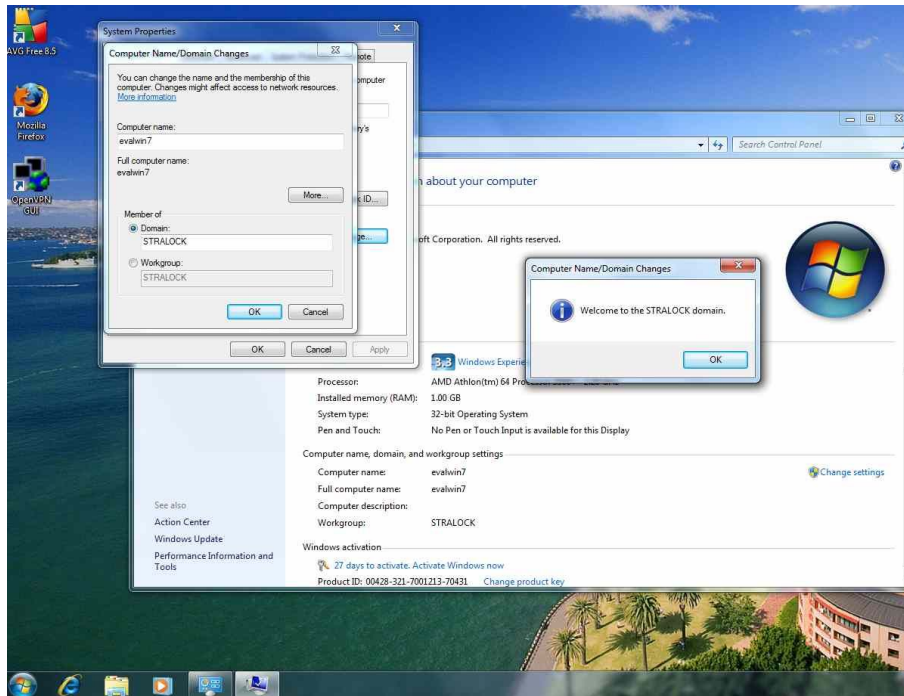 AVG Free 8.5
Mozilla
Firefox
OpenVPN
GUI
System Properties
Computer Name/Domain Changes
You can change the name and the membership of this
computer. Changes might affect access to network resources.
More information
Computer name:
evalwin7
Full computer name:
evalwin7
More...
Member of
Domain:
STRALOCK
Workgroup:
STRALOCK
OK
Cancel
ID...
OK
Cancel
Apply
Search Control Panel
about your computer
Corporation. All rights reserved.
Computer Name/Domain Changes
Welcome to the STRALOCK domain.
OK
3,3 Windows
Processor: AMD Athlon(tm) 64
Installed memory (RAM): 1.00 GB
System type: 32-bit Operating System
Pen and Touch: No Pen or Touch Input is available for this Display
Computer name, domain, and workgroup settings
Computer name: evalwin7
Change settings
Full computer name: evalwin7
Computer description:
Workgroup: STRALOCK
See also
Action Center
Windows Update
Performance Information and
Tools
Windows activation
27 days to activate. Activate Windows now
Product ID: 00428-321-7001213-70431 Change product key